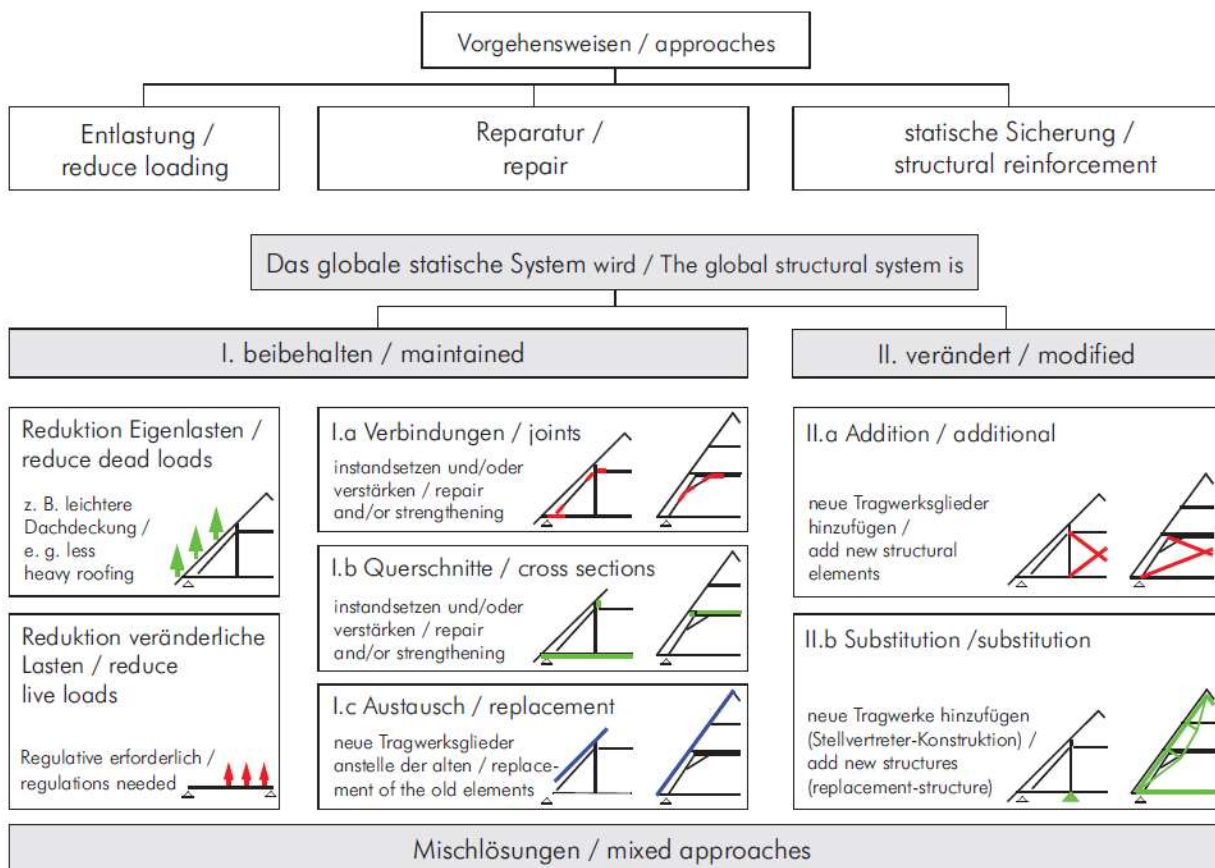 Vorgehensweisen / approaches
Entlastung /
reduce loading
Reparatur /
repair
statische Sicherung /
structural reinforcement
Das globale statische System wird / The global structural system is
I. beibehalten / maintained
II. verändert / modified
Reduktion Eigenlasten /
reduce dead loads
z. B. leichtere
Dachdeckung /
e. g. less
heavy roofing
Reduktion veränderliche
Lasten / reduce
live loads
Regulative erforderlich /
regulations needed
I.a Verbindungen / joints
instandsetzen und/oder
verstärken / repair
and/or strengthening
I.b Querschnitte / cross sections
instandsetzen und/oder
verstärken / repair
and/or strengthening
I.c Austausch / replacement
neue Tragwerksglieder
anstelle der alten / replace-
ment of the old elements
II.a Addition / additional
neue Tragwerksglieder
hinzufügen /
add new structural
elements
II.b Substitution /substitution
neue Tragwerke hinzufügen
(Stellvertreter-Konstruktion) /
add new structures
(replacement-structure)
Mischlösungen / mixed approaches